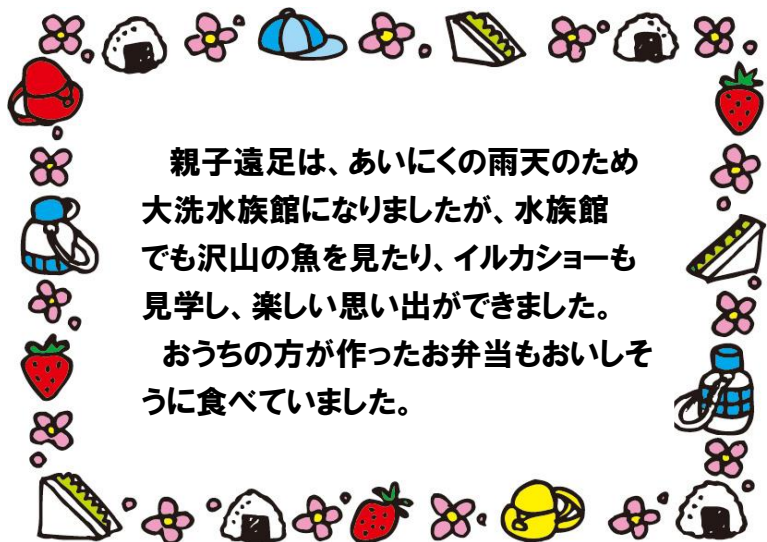 親子遠足は、あいにくの雨天のため
大洗水族館になりましたが、水族館
でも沢山の魚を見たり、イルカショーも
見学し、楽しい思い出ができました。
おうちの方が作ったお弁当もおいしそ
うに食べていました。